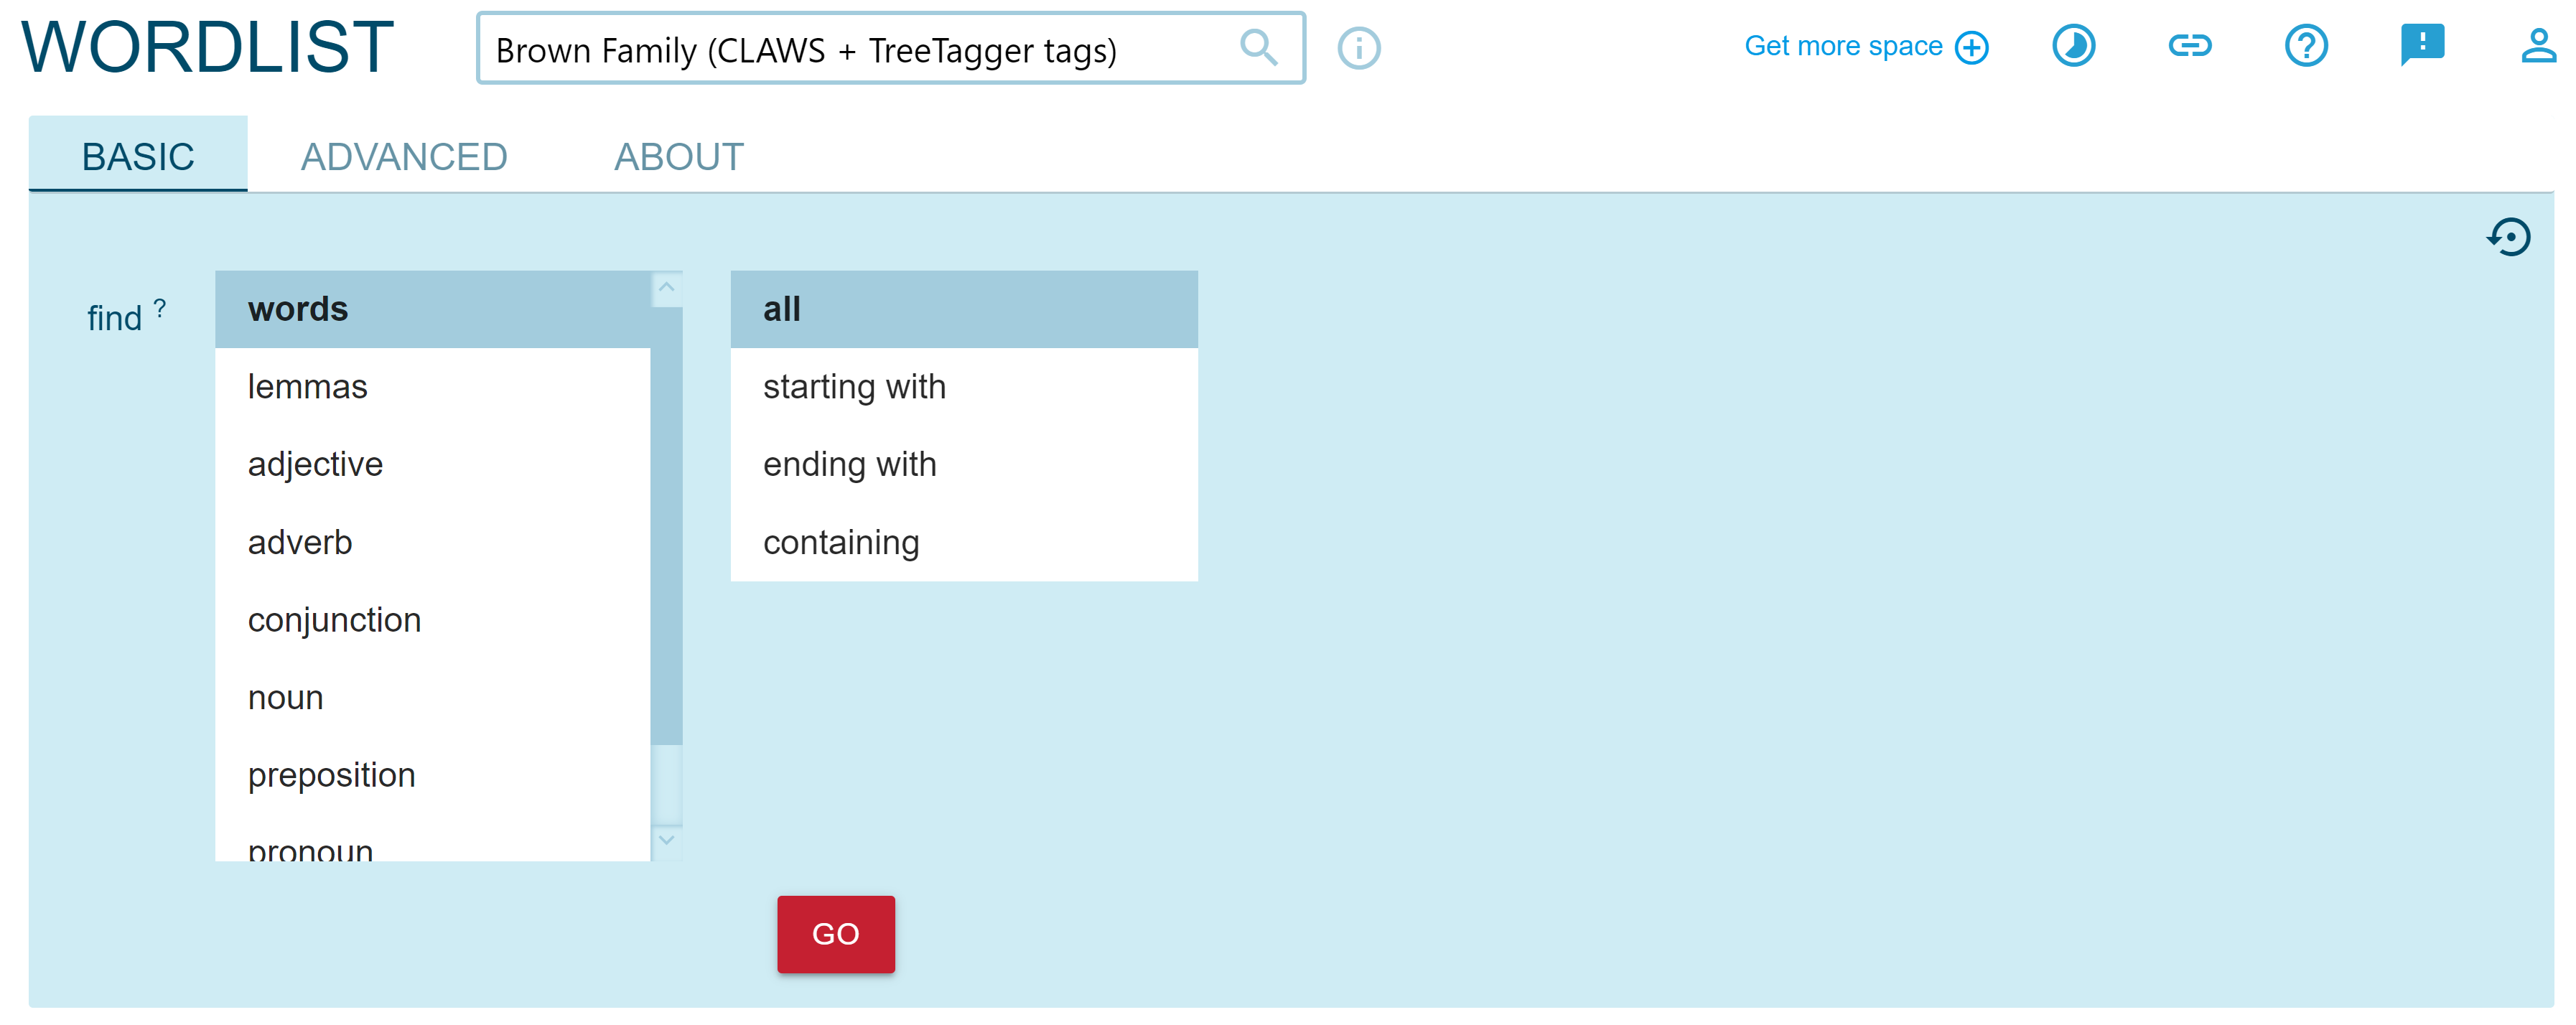 WORDLIST
Brown Family (CLAWS + TreeTagger tags)
Get more space
BASIC
ADVANCED
ABOUT
find ?
words
lemmas
adjective
adverb
conjunction
noun
preposition
pronoun
all
starting with
ending with
containing
GO